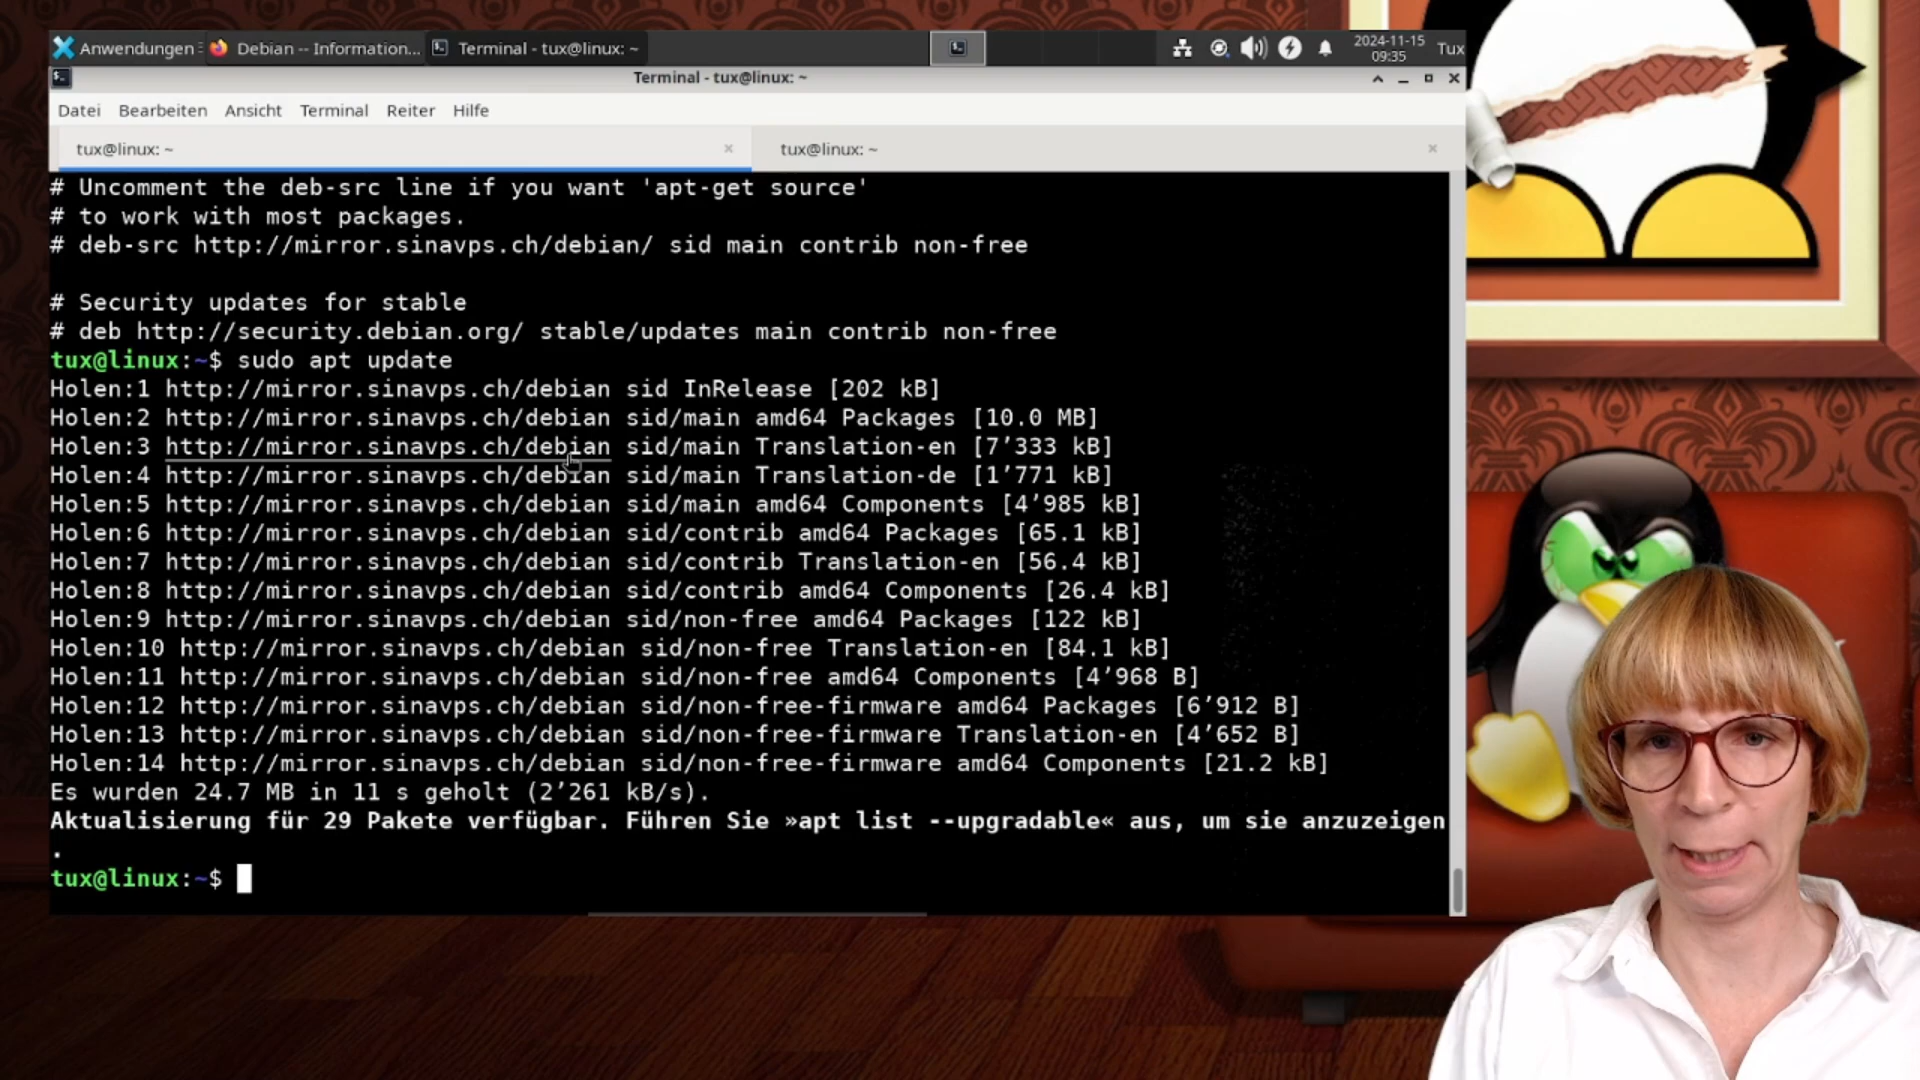 Anwendungen
Debian -- Information...
Terminal - tux@linux: ~
2024-11-15
09:35
Tux
Terminal - tux@linux: ~
Datei Bearbeiten Ansicht Terminal Reiter Hilfe
tux@linux: ~
tux@linux: ~
# Uncomment the deb-src line if you want 'apt-get source'
# to work with most packages.
# deb-src http://mirror.sinavps.ch/debian/ sid main contrib non-free
# Security updates for stable
# deb http://security.debian.org/ stable/updates main contrib non-free
tux@linux:~$ sudo apt update
Holen:1 http://mirror.sinavps.ch/debian sid InRelease [202 kB]
Holen:2 http://mirror.sinavps.ch/debian sid/main amd64 Packages [10.0 MB]
Holen:3 http://mirror.sinavps.ch/debian sid/main Translation-en [7’333 kB]
Holen:4 http://mirror.sinavps.ch/debian sid/main Translation-de [1’771 kB]
Holen:5 http://mirror.sinavps.ch/debian sid/main amd64 Components [4’985 kB]
Holen:6 http://mirror.sinavps.ch/debian sid/contrib amd64 Packages [65.1 kB]
Holen:7 http://mirror.sinavps.ch/debian sid/contrib Translation-en [56.4 kB]
Holen:8 http://mirror.sinavps.ch/debian sid/contrib amd64 Components [26.4 kB]
Holen:9 http://mirror.sinavps.ch/debian sid/non-free amd64 Packages [122 kB]
Holen:10 http://mirror.sinavps.ch/debian sid/non-free Translation-en [84.1 kB]
Holen:11 http://mirror.sinavps.ch/debian sid/non-free amd64 Components [4’968 B]
Holen:12 http://mirror.sinavps.ch/debian sid/non-free-firmware amd64 Packages [6’912 B]
Holen:13 http://mirror.sinavps.ch/debian sid/non-free-firmware Translation-en [4’652 B]
Holen:14 http://mirror.sinavps.ch/debian sid/non-free-firmware amd64 Components [21.2 kB]
Es wurden 24.7 MB in 11 s geholt (2’261 kB/s).
Aktualisierung für 29 Pakete verfügbar. Führen Sie »apt list --upgradable« aus, um sie anzuzeigen
.
tux@linux:~$